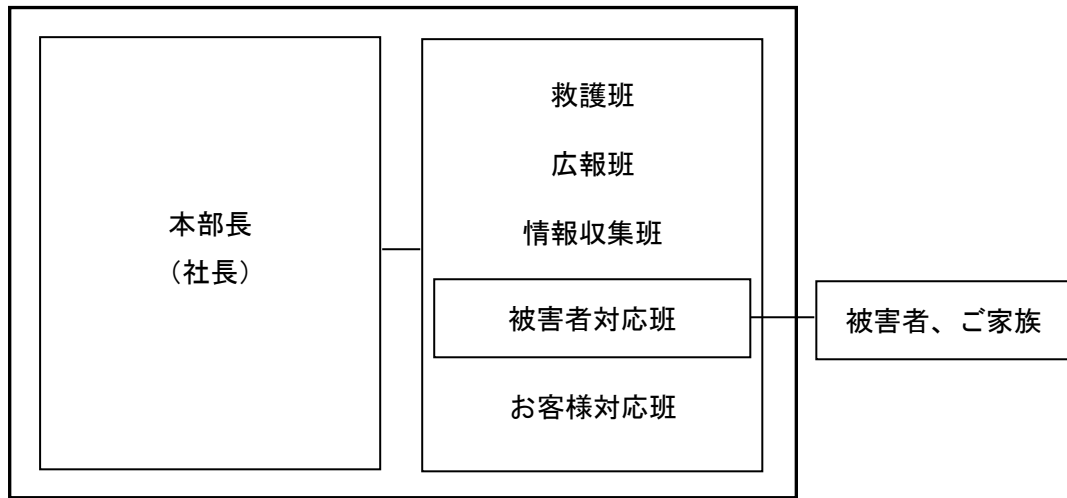 本部長
(社長)
救護班
広報班
情報収集班
被害者対応班
お客様対応班
被害者、ご家族